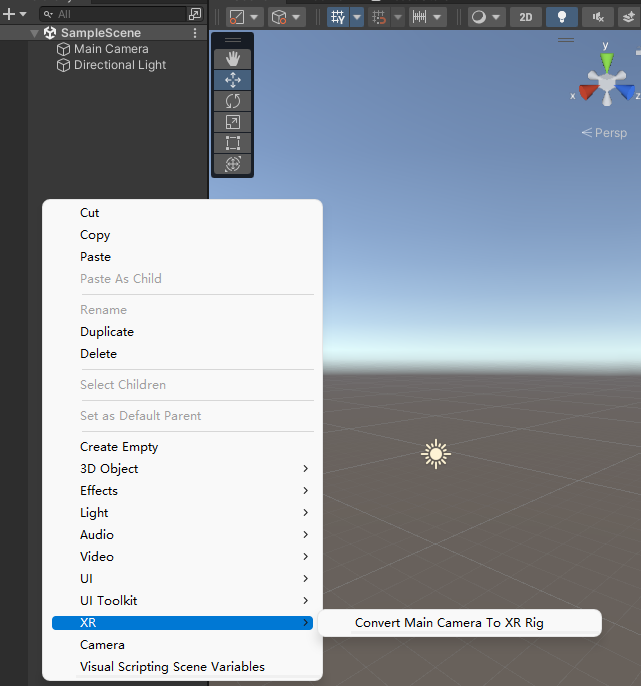 All
SampleScene
Main Camera
Directional Light
2D
y
x
z
Persp
Cut
Copy
Paste
Paste As Child
Rename
Duplicate
Delete
Select Children
Set as Default Parent
Create Empty
3D Object
Effects
Light
Audio
Video
UI
UI Toolkit
XR
Convert Main Camera To XR Rig
Camera
Visual Scripting Scene Variables